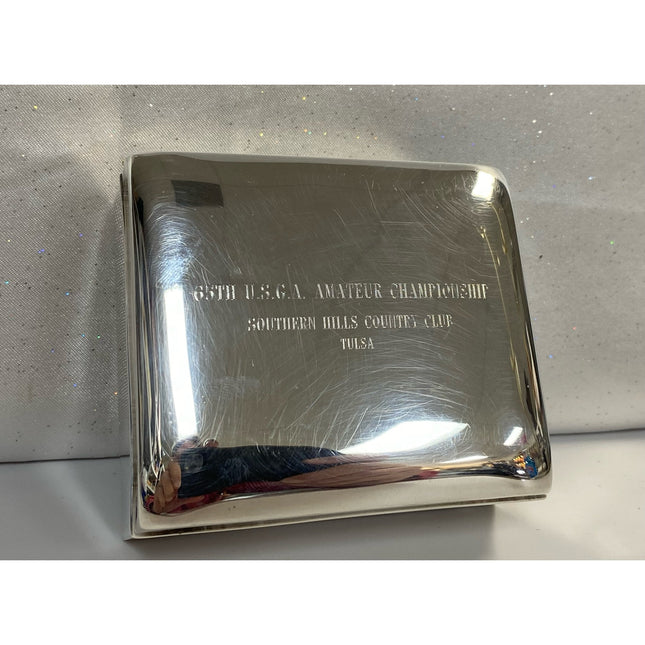 65TH U.S.G.A. AMATEUR CHAMPIONSHIP
SOUTHERN HILLS COUNTRY CLUB
TULSA